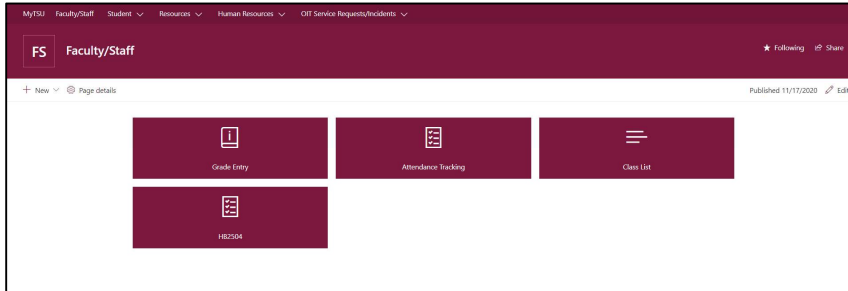 MyTSU Faculty/Staff Student Resources Human Resources OIT Service Requests/Incidents
FS Faculty/Staff
Following Share
New Page details
Published 11/17/2020 Edit
Grade Entry Attendance Tracking Class List
HB2504